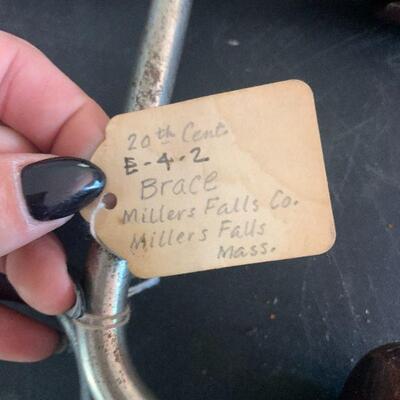 20th Cent.
E-4-2
Brace
Millers Falls Co.
Millers Falls
Mass.